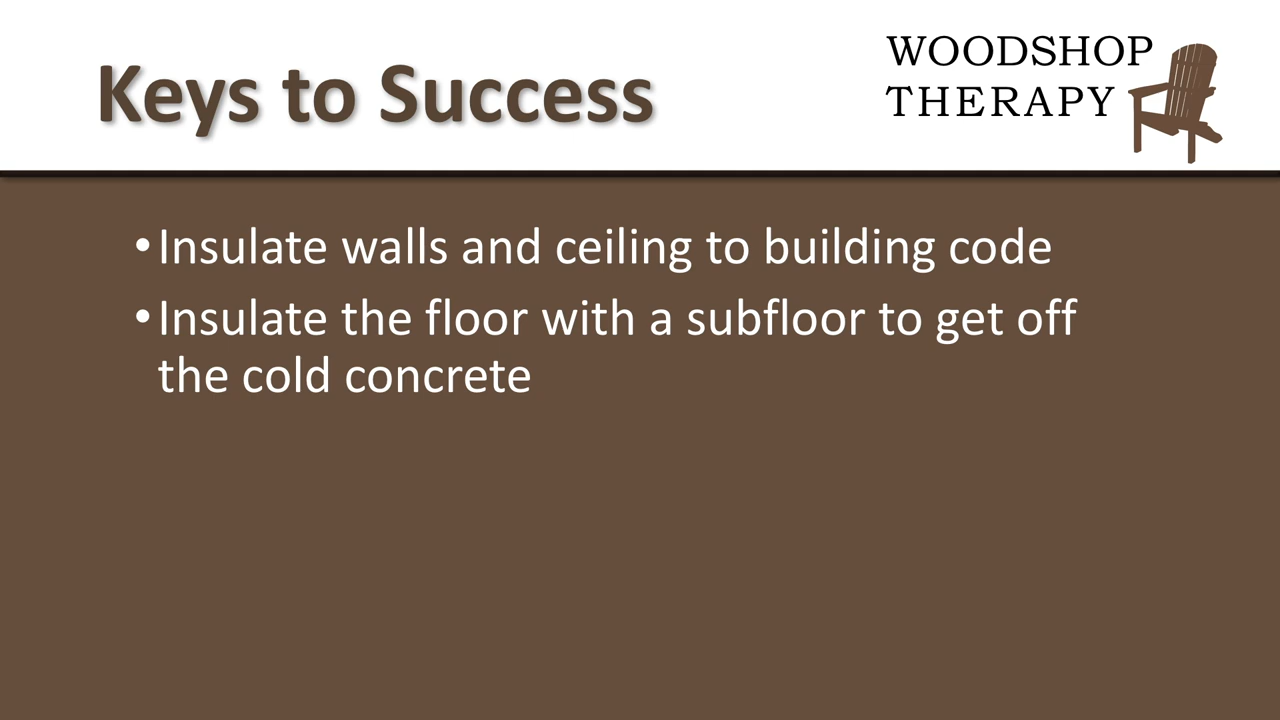 Keys to Success
WOODSHOP
THERAPY
•Insulate walls and ceiling to building code
•Insulate the floor with a subfloor to get off
the cold concrete